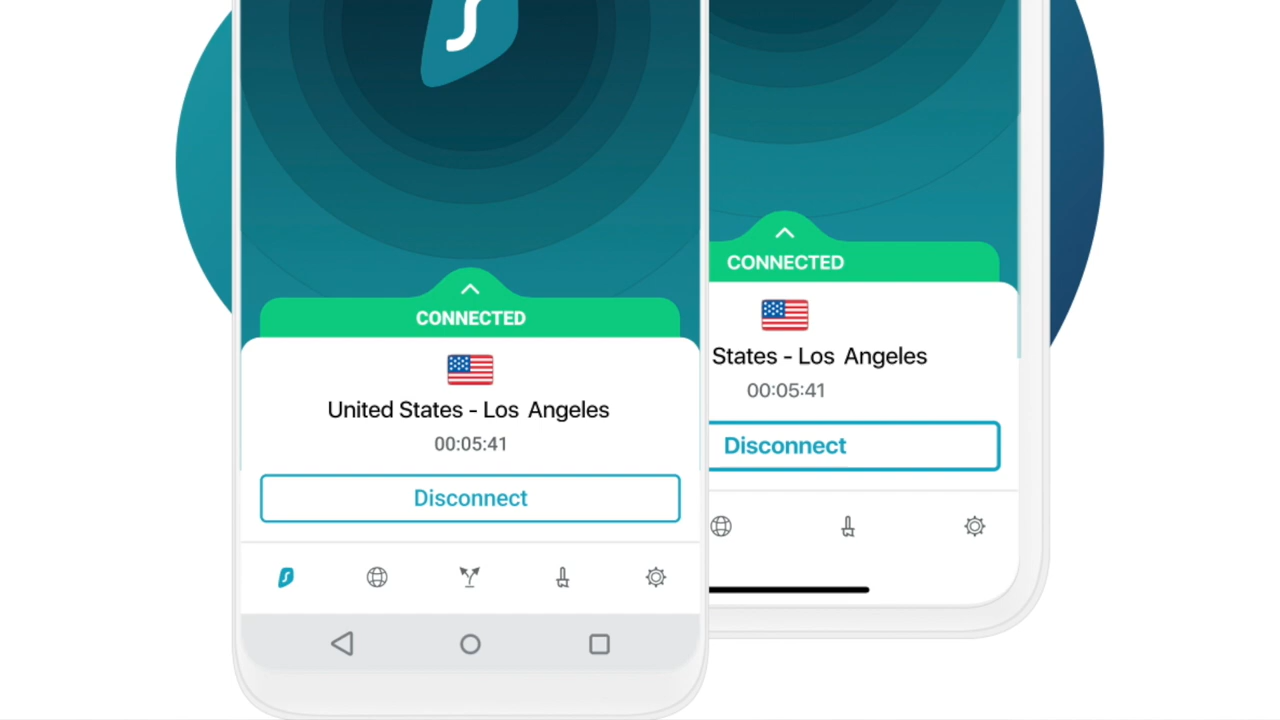 CONNECTED
United States - Los Angeles
00:05:41
Disconnect
CONNECTED
States - Los Angeles
00:05:41
Disconnect